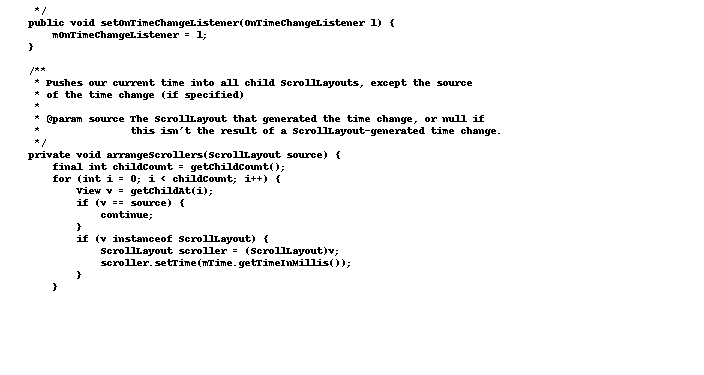 */
public void setOnTimeChangeListener(OnTimeChangeListener l) {
    mOnTimeChangeListener = l;
}

/**
 * Pushes our current time into all child ScrollLayouts, except the source
 * of the time change (if specified)
 *
 * @param source The ScrollLayout that generated the time change, or null if
 *               this isn't the result of a ScrollLayout-generated time change.
 */
private void arrangeScrollers(ScrollLayout source) {
    final int childCount = getChildCount();
    for (int i = 0; i < childCount; i++) {
        View v = getChildAt(i);
        if (v == source) {
            continue;
        }
        if (v instanceof ScrollLayout) {
            ScrollLayout scroller = (ScrollLayout)v;
            scroller.setTime(mTime.getTimeInMillis());
        }
    }